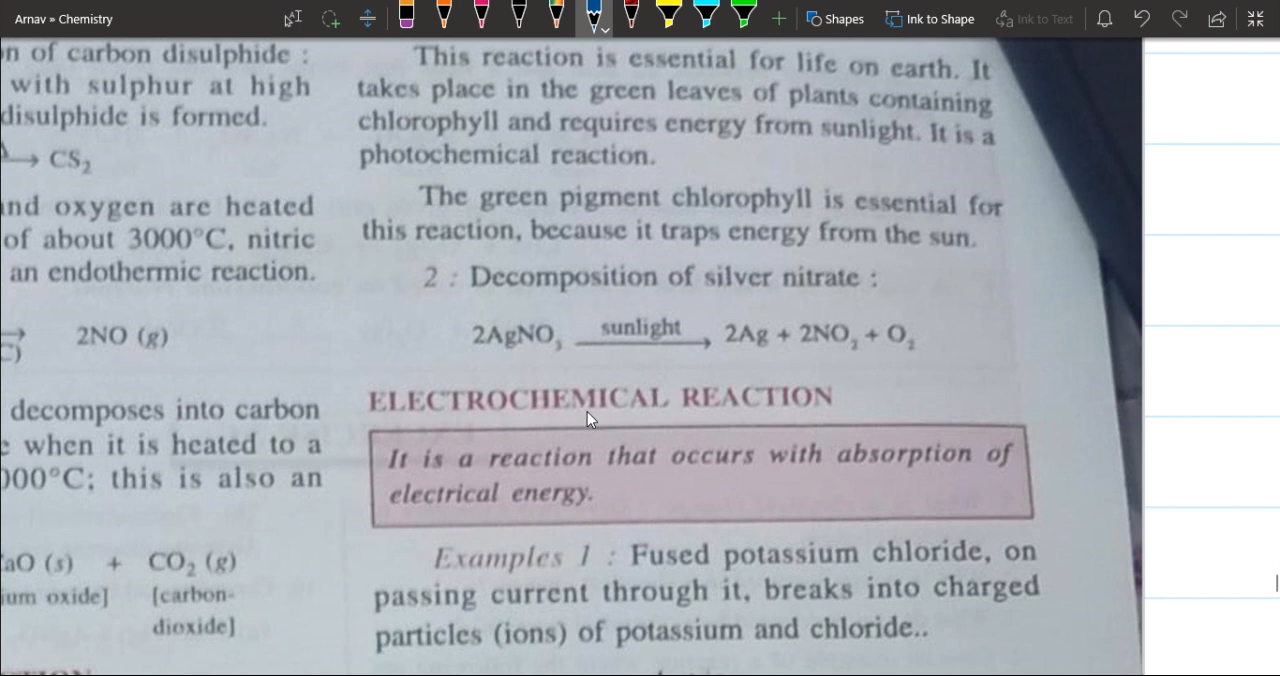 Arnav » Chemistry
Shapes
Ink to Shape
Ink to Text
on of carbon disulphide :
with sulphur at high
disulphide is formed.
⟶ CS₂
and oxygen are heated
of about 3000°C, nitric
an endothermic reaction.
2NO (g)
decomposes into carbon
when it is heated to a
000°C; this is also an
CaO (s) + CO₂ (g)
ium oxide] [carbon-
dioxide]
This reaction is essential for life on earth. It
takes place in the green leaves of plants containing
chlorophyll and requires energy from sunlight. It is a
photochemical reaction.
The green pigment chlorophyll is essential for
this reaction, because it traps energy from the sun.
2 : Decomposition of silver nitrate :
2AgNO₃ sunlight⟶ 2Ag + 2NO₂ + O₂
ELECTROCHEMICAL REACTION
It is a reaction that occurs with absorption of
electrical energy.
Examples 1 : Fused potassium chloride, on
passing current through it, breaks into charged
particles (ions) of potassium and chloride..